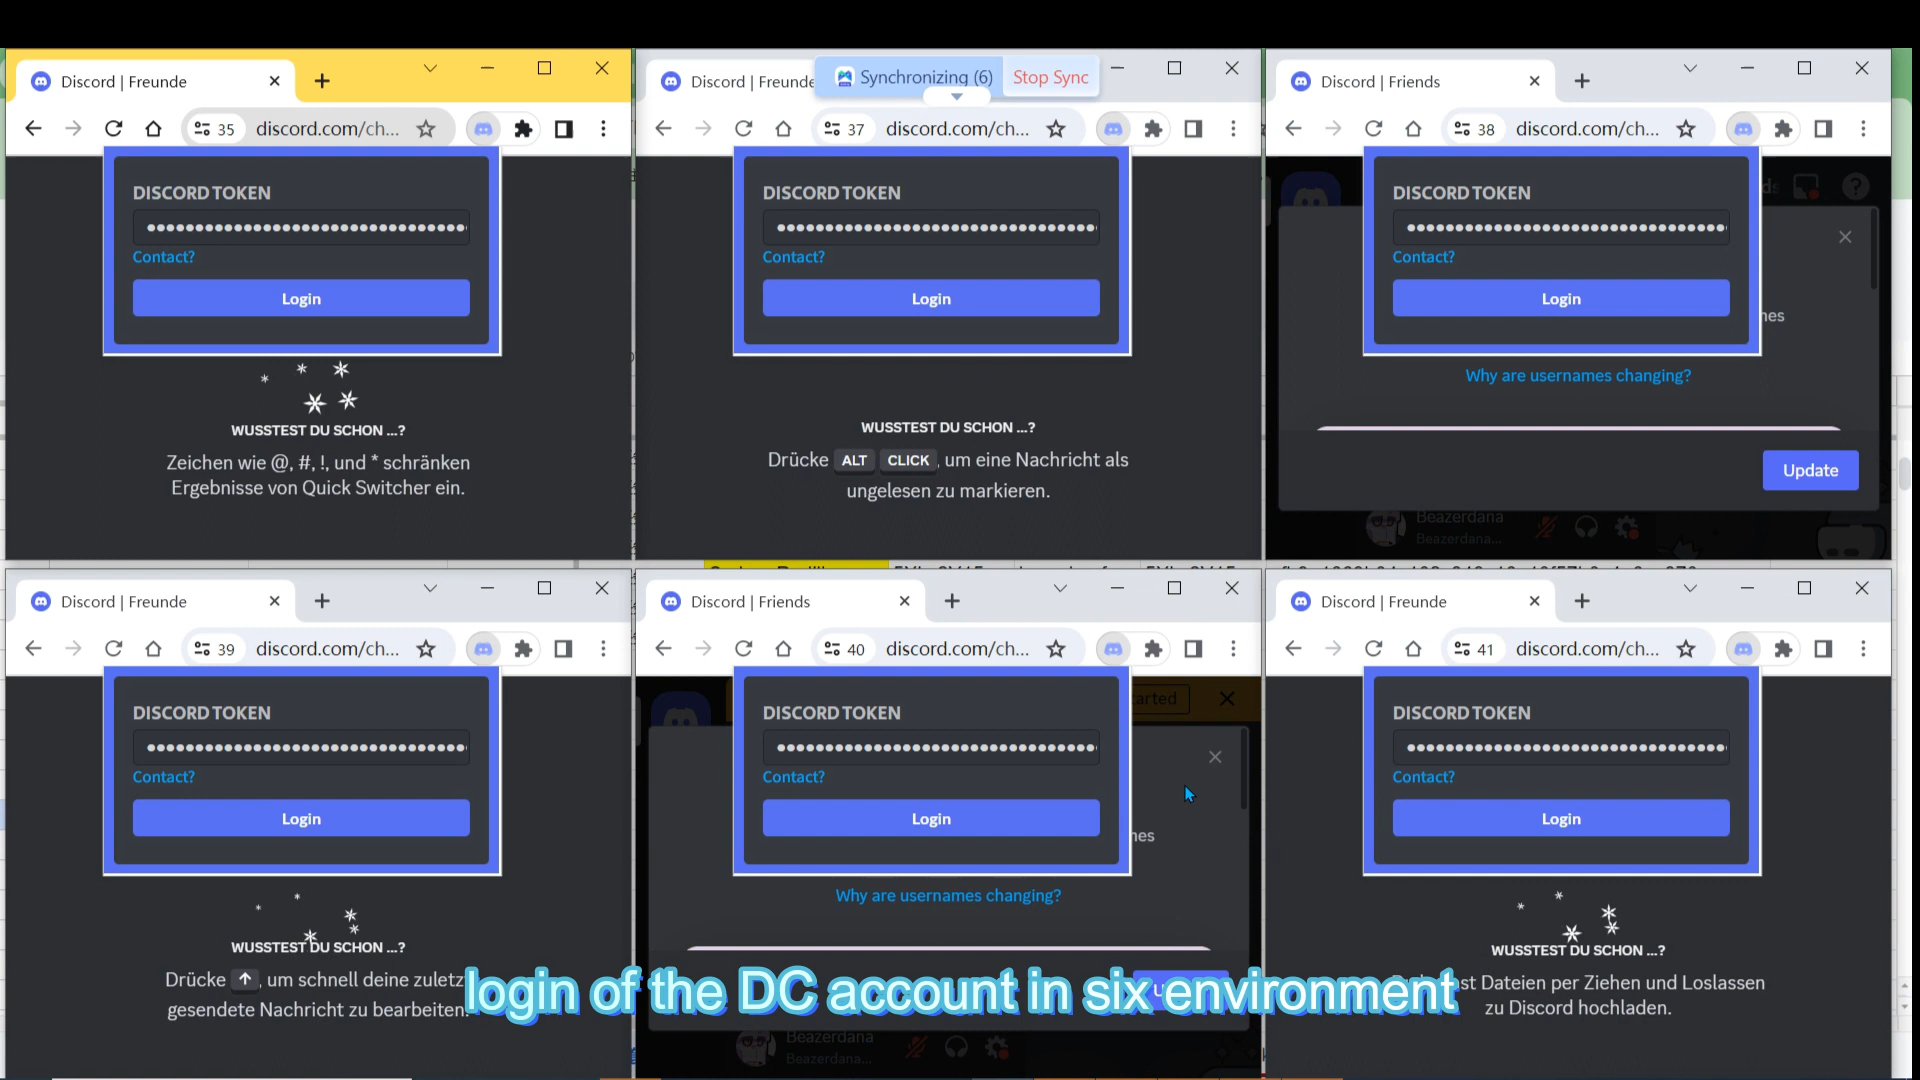 Discord | Freunde
35
discord.com/ch...
DISCORD TOKEN
Contact?
Login
WUSSTEST DU SCHON ...?
Zeichen wie @, #, !, und * schränken
Ergebnisse von Quick Switcher ein.
Discord | Freunde
Synchronizing (6)
Stop Sync
37
discord.com/ch...
DISCORD TOKEN
Contact?
Login
WUSSTEST DU SCHON ...?
Drücke ALT CLICK, um eine Nachricht als
ungelesen zu markieren.
Discord | Friends
38
discord.com/ch...
DISCORD TOKEN
Contact?
Login
Why are usernames changing?
Update
Beazerdana
Beazerdana...
Discord | Freunde
39
discord.com/ch...
DISCORD TOKEN
Contact?
Login
WUSSTEST DU SCHON ...?
Drücke ↑, um schnell deine zuletzt
gesendete Nachricht zu bearbeiten.
Discord | Friends
40
discord.com/ch...
DISCORD TOKEN
Contact?
Login
Why are usernames changing?
Beazerdana
Beazerdana...
Discord | Freunde
41
discord.com/ch...
DISCORD TOKEN
Contact?
Login
WUSSTEST DU SCHON ...?
Dateien per Ziehen und Loslassen
zu Discord hochladen.
login of the DC account in six environment